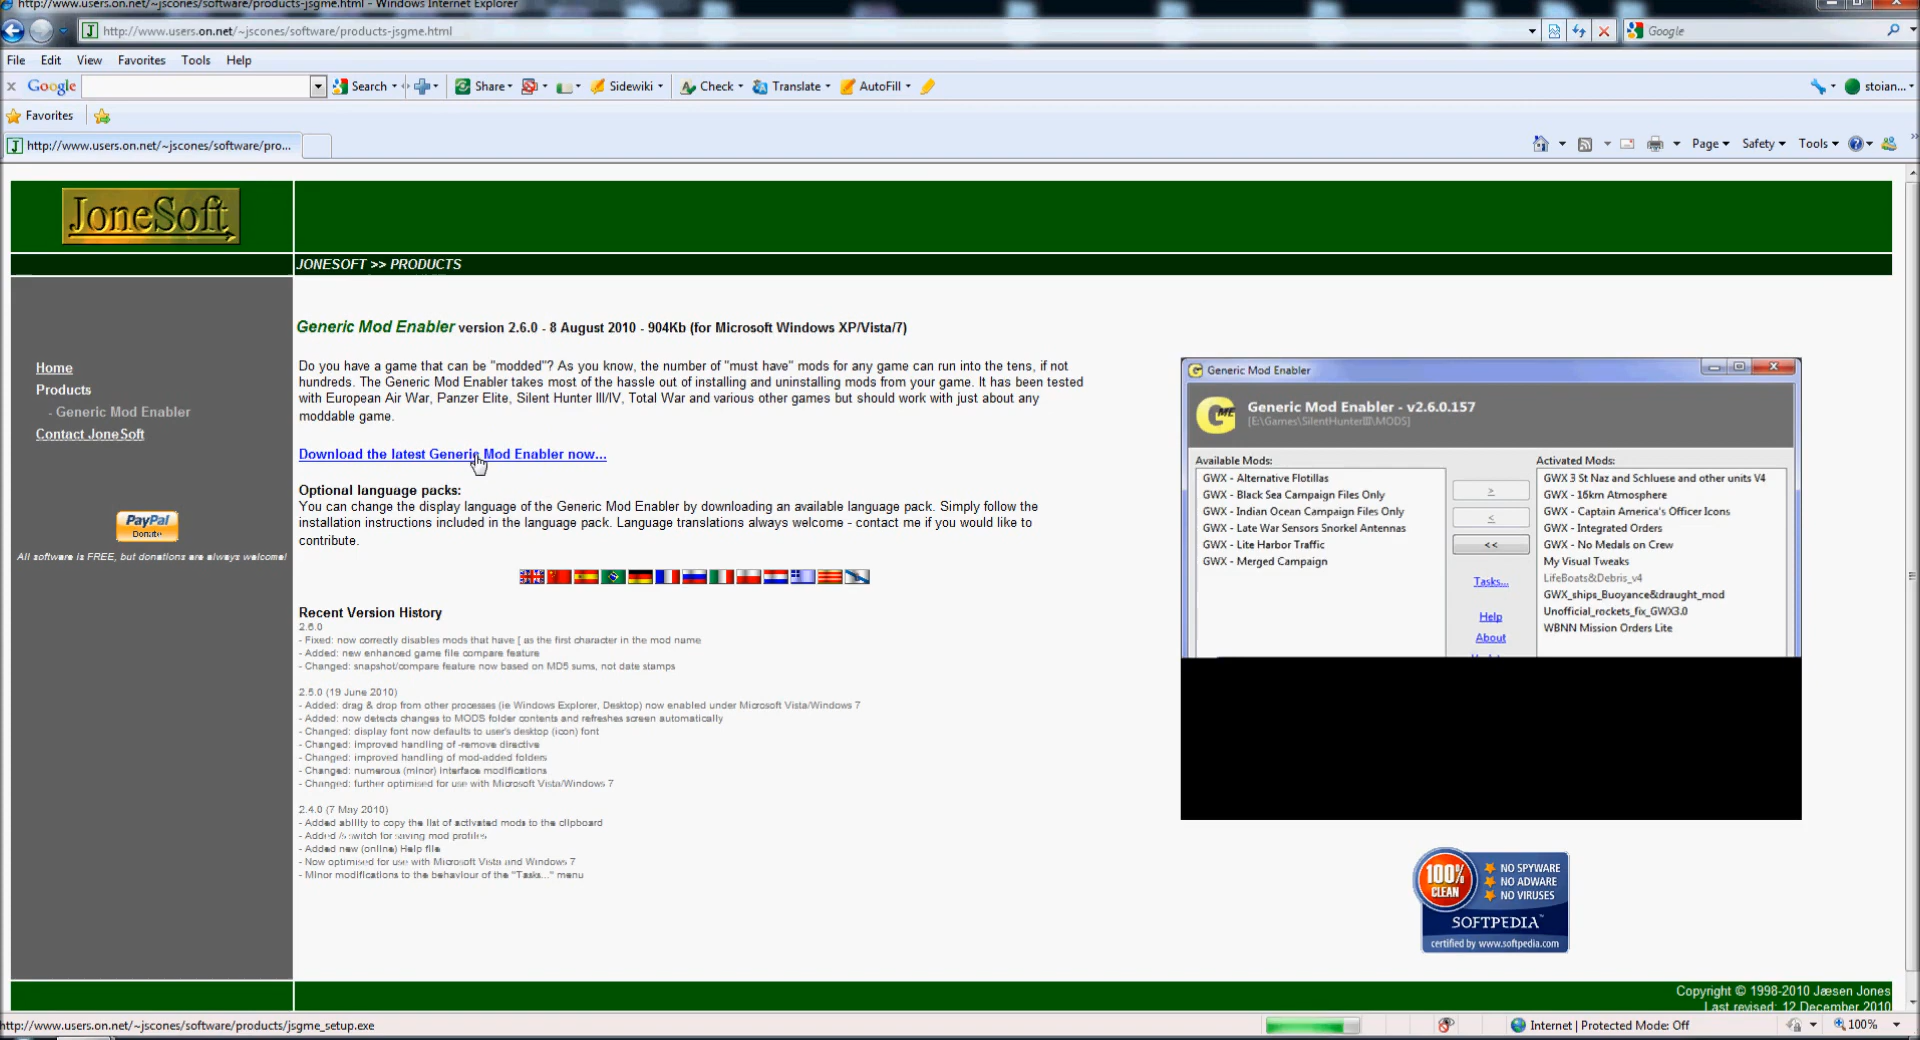 http://www.users.on.net/~jscones/software/products-jsgme.html - Windows Internet Explorer
http://www.users.on.net/~jscones/software/products-jsgme.html
Google
File Edit View Favorites Tools Help
x Google Search Share Sidewiki Check Translate AutoFill stoian...
Favorites
http://www.users.on.net/~jscones/software/pro...
Page Safety Tools
JoneSoft
JONESOFT >> PRODUCTS
Home
Products
- Generic Mod Enabler
Contact JoneSoft
PayPal
Donate
All software is FREE, but donations are always welcome!
Generic Mod Enabler version 2.6.0 - 8 August 2010 - 904Kb (for Microsoft Windows XP/Vista/7)
Do you have a game that can be "modded"? As you know, the number of "must have" mods for any game can run into the tens, if not
hundreds. The Generic Mod Enabler takes most of the hassle out of installing and uninstalling mods from your game. It has been tested
with European Air War, Panzer Elite, Silent Hunter III/IV, Total War and various other games but should work with just about any
moddable game.
Download the latest Generic Mod Enabler now...
Optional language packs:
You can change the display language of the Generic Mod Enabler by downloading an available language pack. Simply follow the
installation instructions included in the language pack. Language translations always welcome - contact me if you would like to
contribute.
Recent Version History
2.6.0
- Fixed: now correctly disables mods that have [ as the first character in the mod name
- Added: new enhanced game file compare feature
- Changed: snapshot/compare feature now based on MD5 sums, not date stamps
2.5.0 (19 June 2010)
- Added: drag & drop from other processes (ie Windows Explorer, Desktop) now enabled under Microsoft Vista/Windows 7
- Added: now detects changes to MODS folder contents and refreshes screen automatically
- Changed: display font now defaults to user's desktop (icon) font
- Changed: improved handling of -remove directive
- Changed: improved handling of mod-added folders
- Changed: numerous (minor) interface modifications
- Changed: further optimised for use with Microsoft Vista/Windows 7
2.4.0 (7 May 2010)
- Added ability to copy the list of activated mods to the clipboard
- Added /s switch for saving mod profiles
- Added new (online) Help file
- Now optimised for use with Microsoft Vista and Windows 7
- Minor modifications to the behaviour of the "Tasks..." menu
Generic Mod Enabler
GME
Generic Mod Enabler - v2.6.0.157
[E:\Games\SilentHunterIII\MODS]
Available Mods:
GWX - Alternative Flotillas
GWX - Black Sea Campaign Files Only
GWX - Indian Ocean Campaign Files Only
GWX - Late War Sensors Snorkel Antennas
GWX - Lite Harbor Traffic
GWX - Merged Campaign
>
<
<<
Tasks...
Help
About
Activated Mods:
GWX 3 St Naz and Schluese and other units V4
GWX - 16km Atmosphere
GWX - Captain America's Officer Icons
GWX - Integrated Orders
GWX - No Medals on Crew
My Visual Tweaks
LifeBoats&Debris_v4
GWX_ships_Buoyance&draught_mod
Unofficial_rockets_fix_GWX3.0
WBNN Mission Orders Lite
100%
CLEAN
NO SPYWARE
NO ADWARE
NO VIRUSES
SOFTPEDIA™
certified by www.softpedia.com
Copyright © 1998-2010 Jæsen Jones
Last revised: 12 December 2010
http://www.users.on.net/~jscones/software/products/jsgme_setup.exe
Internet | Protected Mode: Off
100%